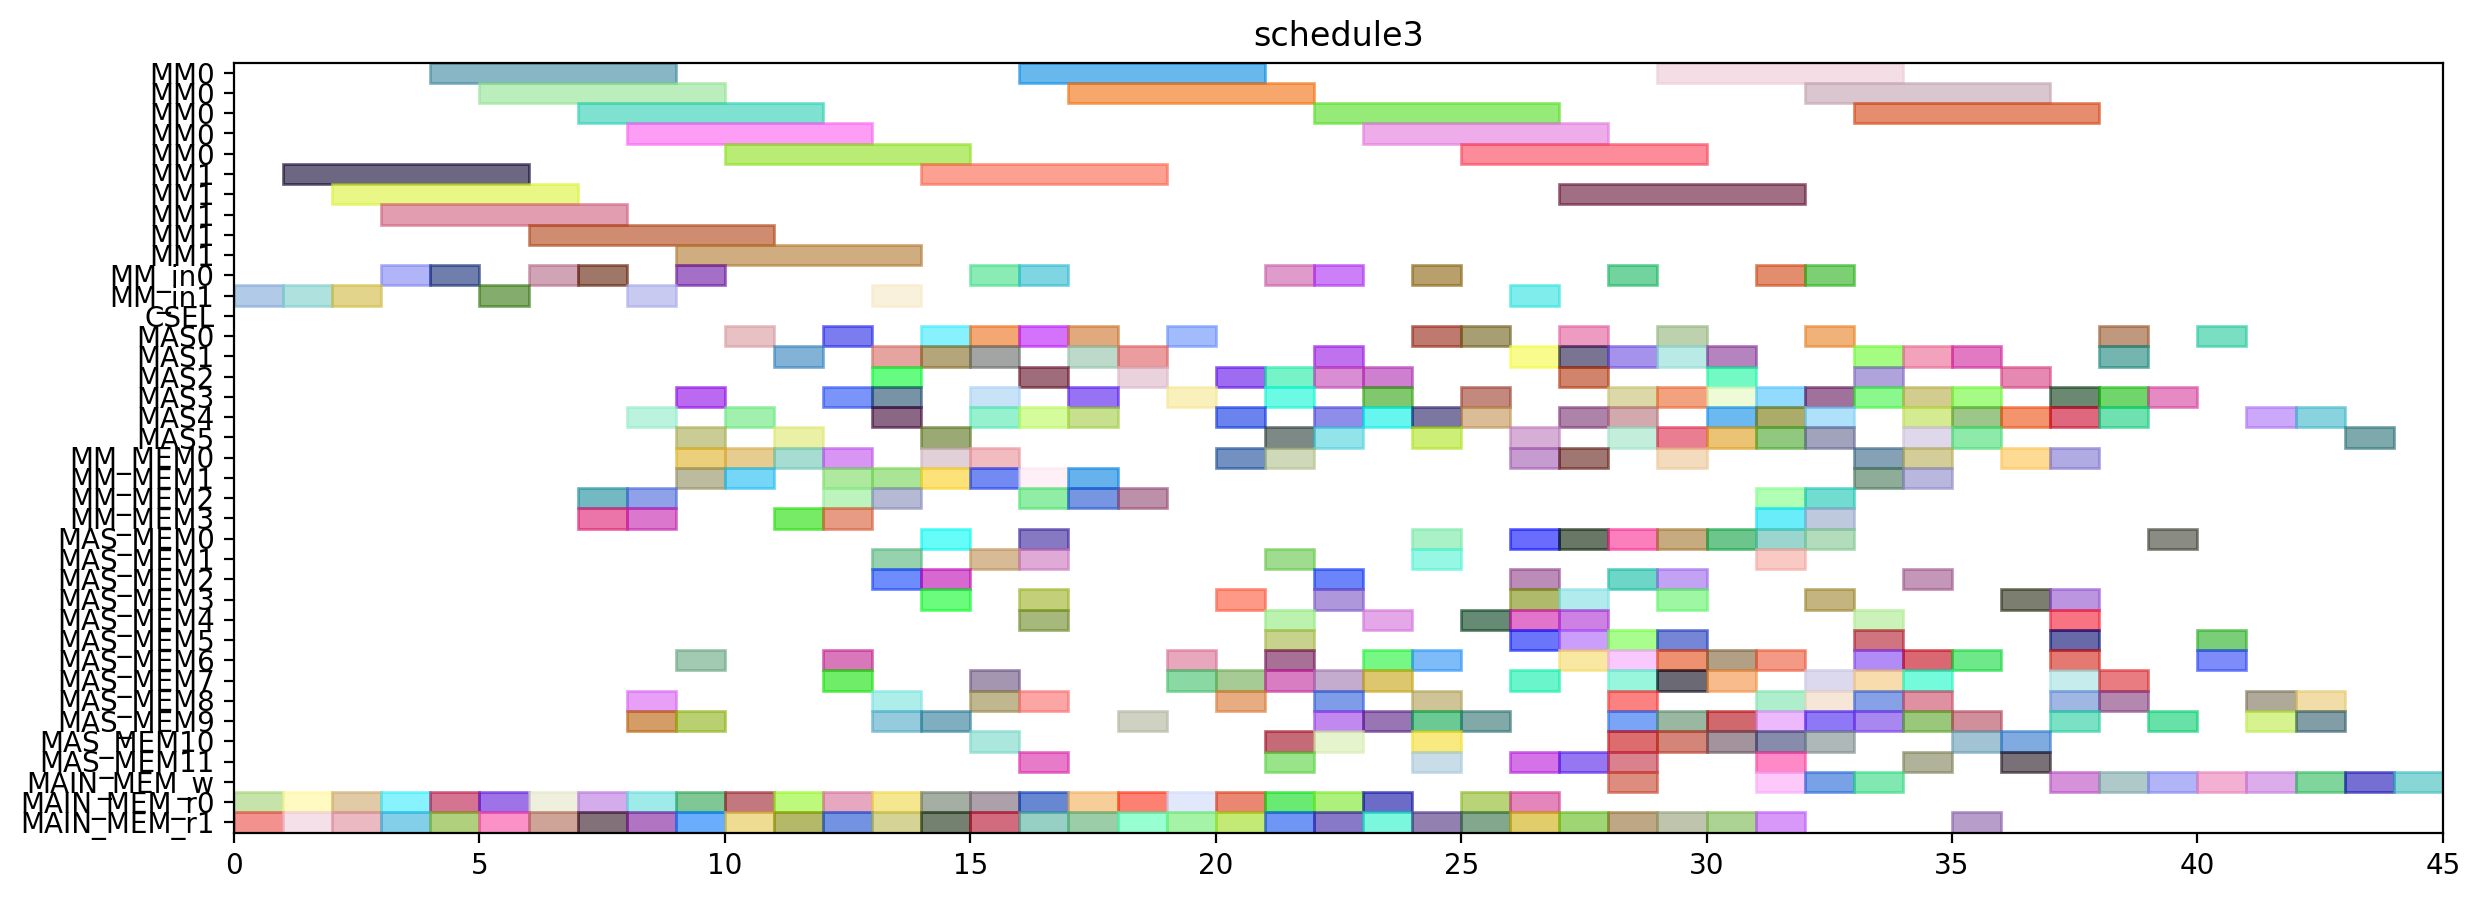 schedule3
MM0
MM0
MM0
MM0
MM0
MM1
MM1
MM1
MM1
MM1
MM_in0
MM_in1
CSEL
MAS0
MAS1
MAS2
MAS3
MAS4
MAS5
MM_MEM0
MM_MEM1
MM_MEM2
MM_MEM3
MAS_MEM0
MAS_MEM1
MAS_MEM2
MAS_MEM3
MAS_MEM4
MAS_MEM5
MAS_MEM6
MAS_MEM7
MAS_MEM8
MAS_MEM9
MAS_MEM10
MAS_MEM11
MAIN_MEM_w
MAIN_MEM_r0
MAIN_MEM_r1
0 5 10 15 20 25 30 35 40 45